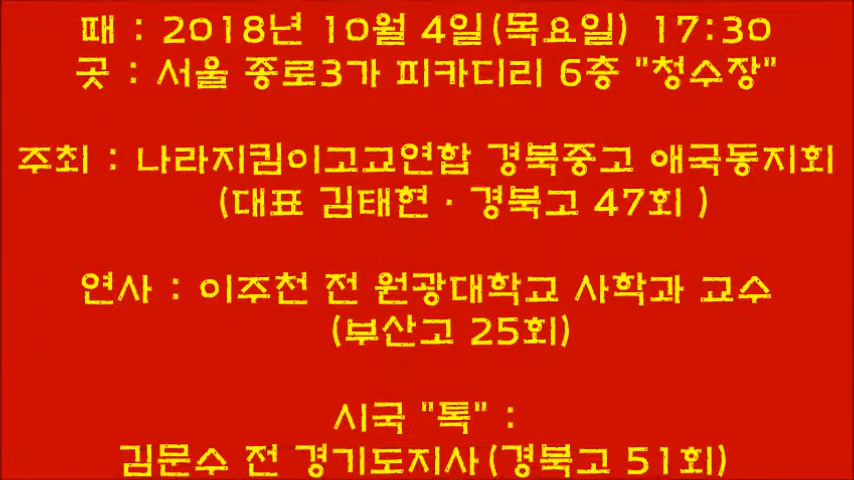 때 : 2018년 10월 4일(목요일) 17:30
곳 : 서울 종로3가 피카디리 6층 "청수장"
주최 : 나라지킴이고교연합 경북중고 애국동지회
(대표 김태현 · 경북고 47회 )
연사 : 이주천 전 원광대학교 사학과 교수
(부산고 25회)
시국 "톡" :
김문수 전 경기도지사(경북고 51회)